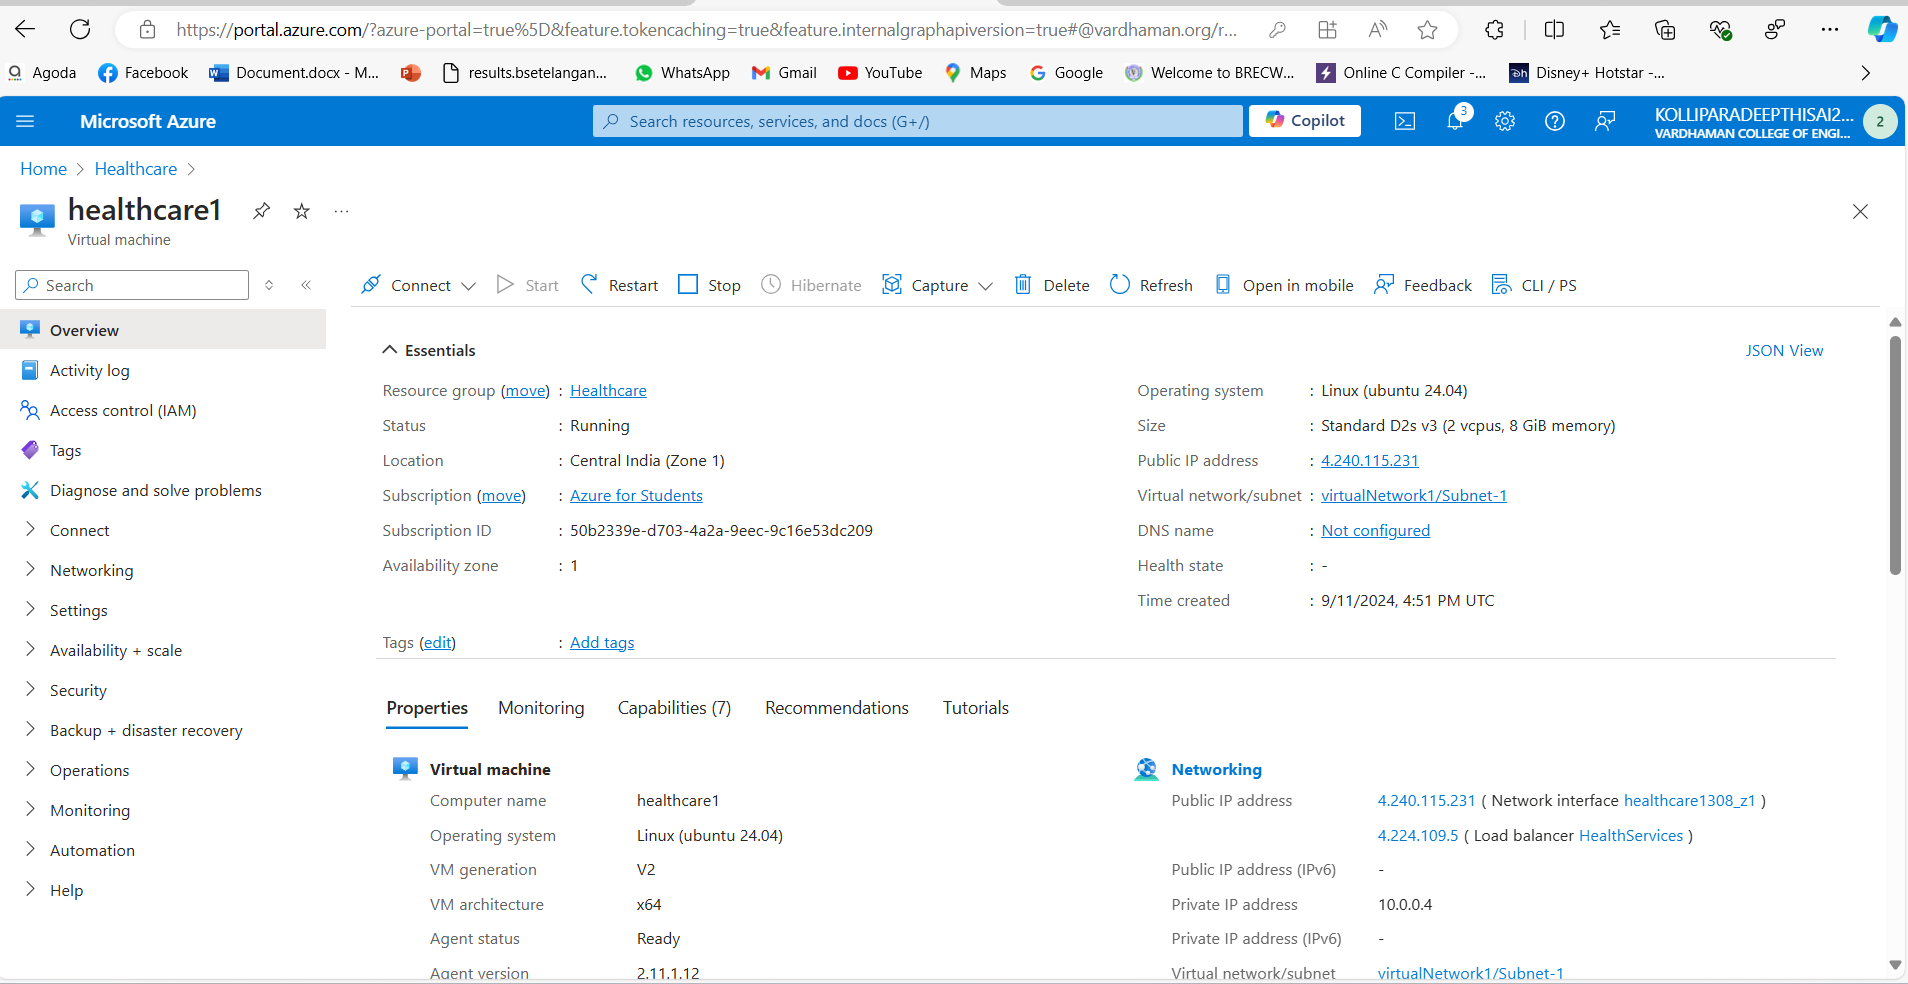 https://portal.azure.com/?azure-portal=true%5D&feature.tokencaching=true&feature.internalgraphapiversion=true#@vardhaman.org/r...
Agoda Facebook Document.docx - M... results.bsetelangan... WhatsApp Gmail YouTube Maps Google Welcome to BRECW... Online C Compiler -... Disney+ Hotstar -...
Microsoft Azure Search resources, services, and docs (G+/) Copilot 3 KOLLIPARADEEPTHISAI2... 2
VARDHAMAN COLLEGE OF ENGI...
Home > Healthcare >
healthcare1
Virtual machine
Search Connect Start Restart Stop Hibernate Capture Delete Refresh Open in mobile Feedback CLI / PS
Overview
Activity log
Access control (IAM)
Tags
Diagnose and solve problems
Connect
Networking
Settings
Availability + scale
Security
Backup + disaster recovery
Operations
Monitoring
Automation
Help
Essentials JSON View
Resource group (move) : Healthcare
Status : Running
Location : Central India (Zone 1)
Subscription (move) : Azure for Students
Subscription ID : 50b2339e-d703-4a2a-9eec-9c16e53dc209
Availability zone : 1
Operating system : Linux (ubuntu 24.04)
Size : Standard D2s v3 (2 vcpus, 8 GiB memory)
Public IP address : 4.240.115.231
Virtual network/subnet : virtualNetwork1/Subnet-1
DNS name : Not configured
Health state : -
Time created : 9/11/2024, 4:51 PM UTC
Tags (edit) : Add tags
Properties Monitoring Capabilities (7) Recommendations Tutorials
Virtual machine
Computer name healthcare1
Operating system Linux (ubuntu 24.04)
VM generation V2
VM architecture x64
Agent status Ready
Agent version 2.11.1.12
Networking
Public IP address 4.240.115.231 ( Network interface healthcare1308_z1 )
4.224.109.5 ( Load balancer HealthServices )
Public IP address (IPv6) -
Private IP address 10.0.0.4
Private IP address (IPv6) -
Virtual network/subnet virtualNetwork1/Subnet-1